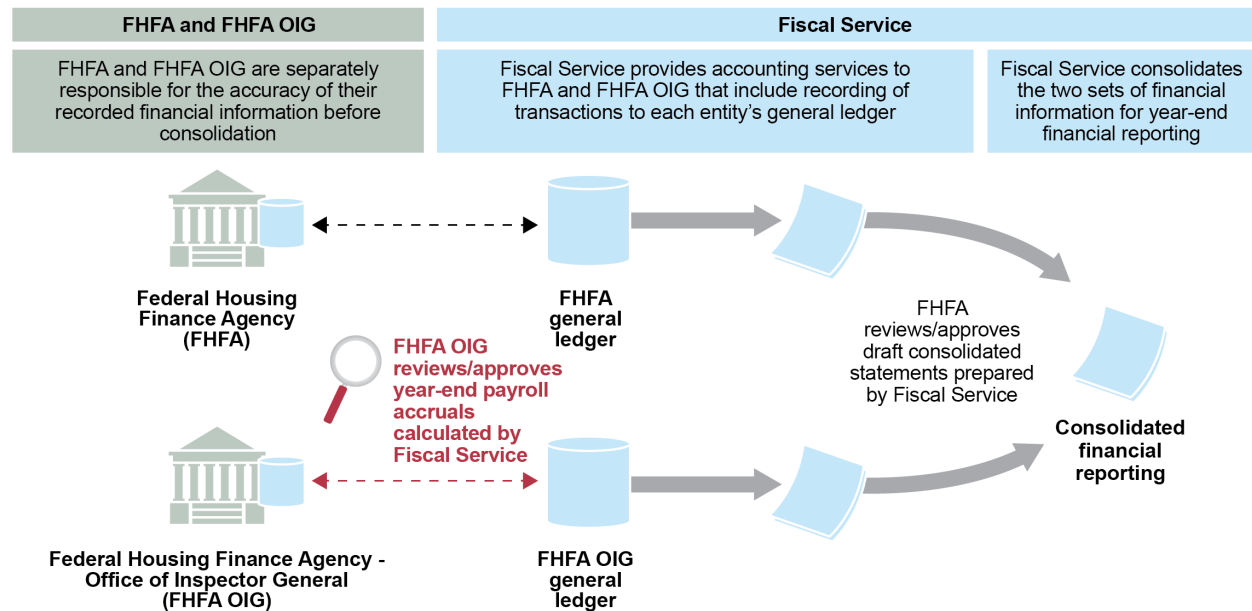 FHFA and FHFA OIG
Fiscal Service
FHFA and FHFA OIG are separately
responsible for the accuracy of their
recorded financial information before
consolidation
Fiscal Service provides accounting services to
FHFA and FHFA OIG that include recording of
transactions to each entity’s general ledger
Fiscal Service consolidates
the two sets of financial
information for year-end
financial reporting
Federal Housing
Finance Agency
(FHFA)
FHFA
general
ledger
FHFA OIG
reviews/approves
year-end payroll
accruals
calculated by
Fiscal Service
FHFA
reviews/approves
draft consolidated
statements prepared
by Fiscal Service
Consolidated
financial
reporting
Federal Housing Finance Agency -
Office of Inspector General
(FHFA OIG)
FHFA OIG
general
ledger